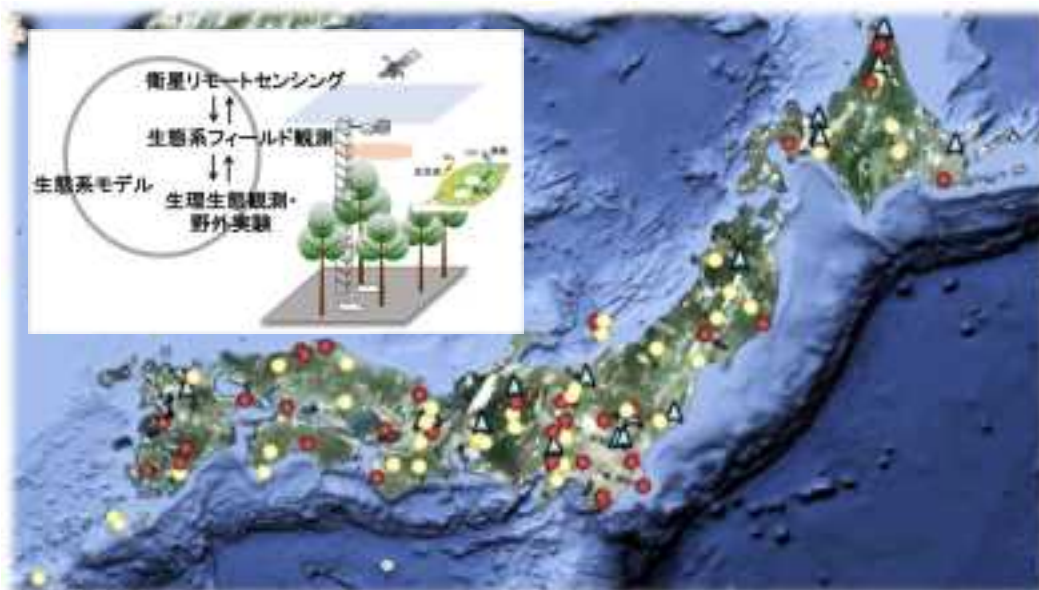 衛星リモートセンシング
生態系フィールド観測
生態系モデル
生理生態観測・
野外実験